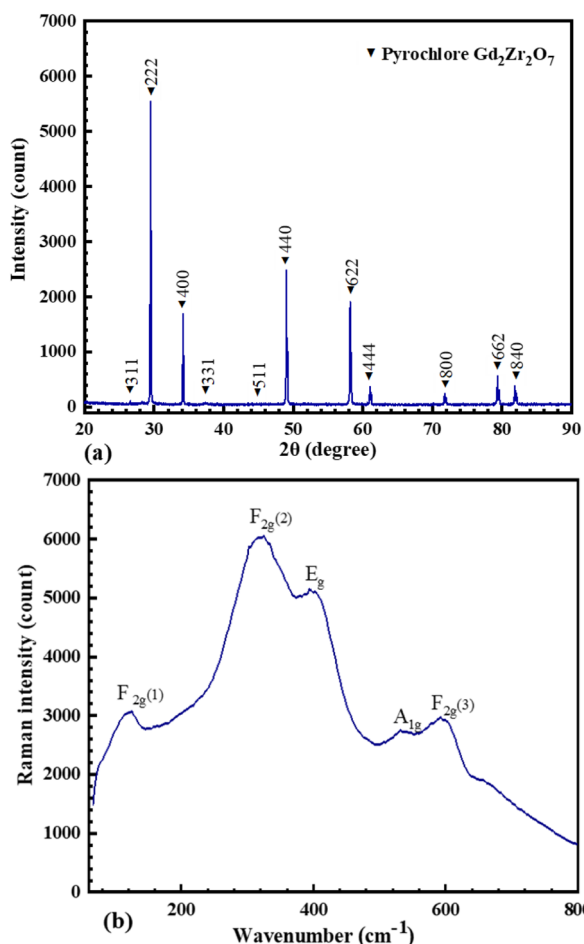 7000
6000
5000
4000
3000
2000
1000
0
Intensity (count)
▼ Pyrochlore Gd₂Zr₂O₇
222
311
400
331
511
440
622
444
800
662
840
20 30 40 50 60 70 80 90
2θ (degree)
(a)
7000
6000
5000
4000
3000
2000
1000
0
Raman intensity (count)
F₂g(1)
F₂g(2)
Eg
A₁g
F₂g(3)
200 400 600 800
Wavenumber (cm⁻¹)
(b)